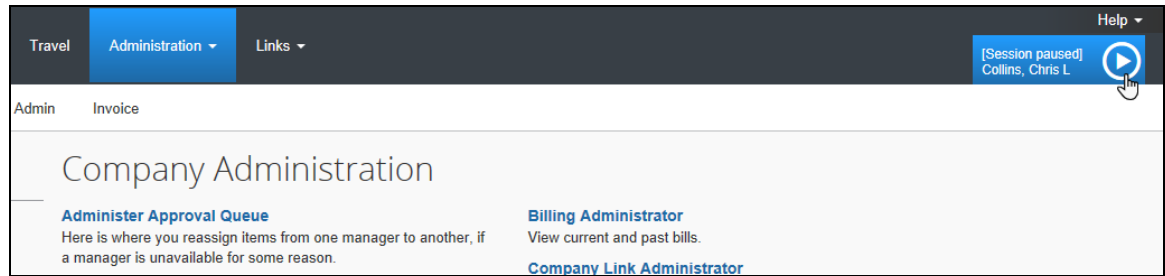 Help
Travel
Administration
Links
[Session paused]
Collins, Chris L
Admin
Invoice
Company Administration
Administer Approval Queue
Here is where you reassign items from one manager to another, if
a manager is unavailable for some reason.
Billing Administrator
View current and past bills.
Company Link Administrator